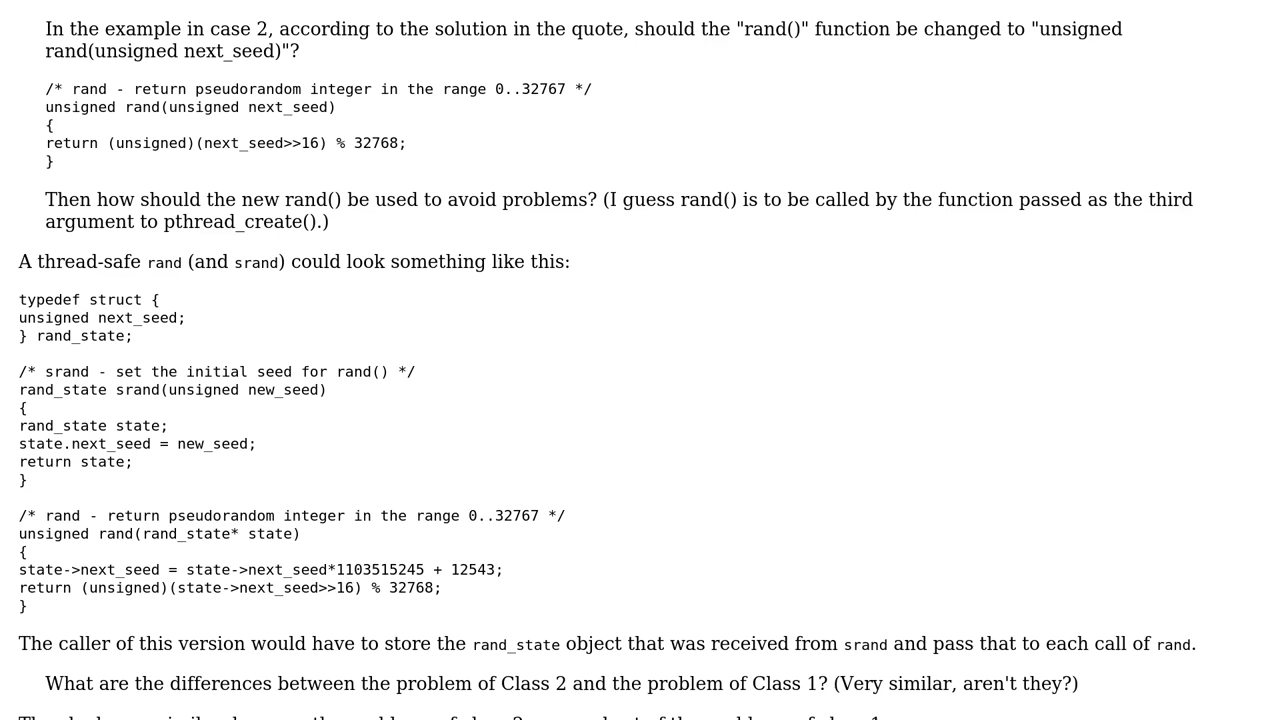 In the example in case 2, according to the solution in the quote, should the "rand()" function be changed to "unsigned
rand(unsigned next_seed)"?
/* rand - return pseudorandom integer in the range 0..32767 */
unsigned rand(unsigned next_seed)
{
return (unsigned)(next_seed>>16) % 32768;
}
Then how should the new rand() be used to avoid problems? (I guess rand() is to be called by the function passed as the third
argument to pthread_create().)
A thread-safe rand (and srand) could look something like this:
typedef struct {
unsigned next_seed;
} rand_state;
/* srand - set the initial seed for rand() */
rand_state srand(unsigned new_seed)
{
rand_state state;
state.next_seed = new_seed;
return state;
}
/* rand - return pseudorandom integer in the range 0..32767 */
unsigned rand(rand_state* state)
{
state->next_seed = state->next_seed*1103515245 + 12543;
return (unsigned)(state->next_seed>>16) % 32768;
}
The caller of this version would have to store the rand_state object that was received from srand and pass that to each call of rand.
What are the differences between the problem of Class 2 and the problem of Class 1? (Very similar, aren't they?)